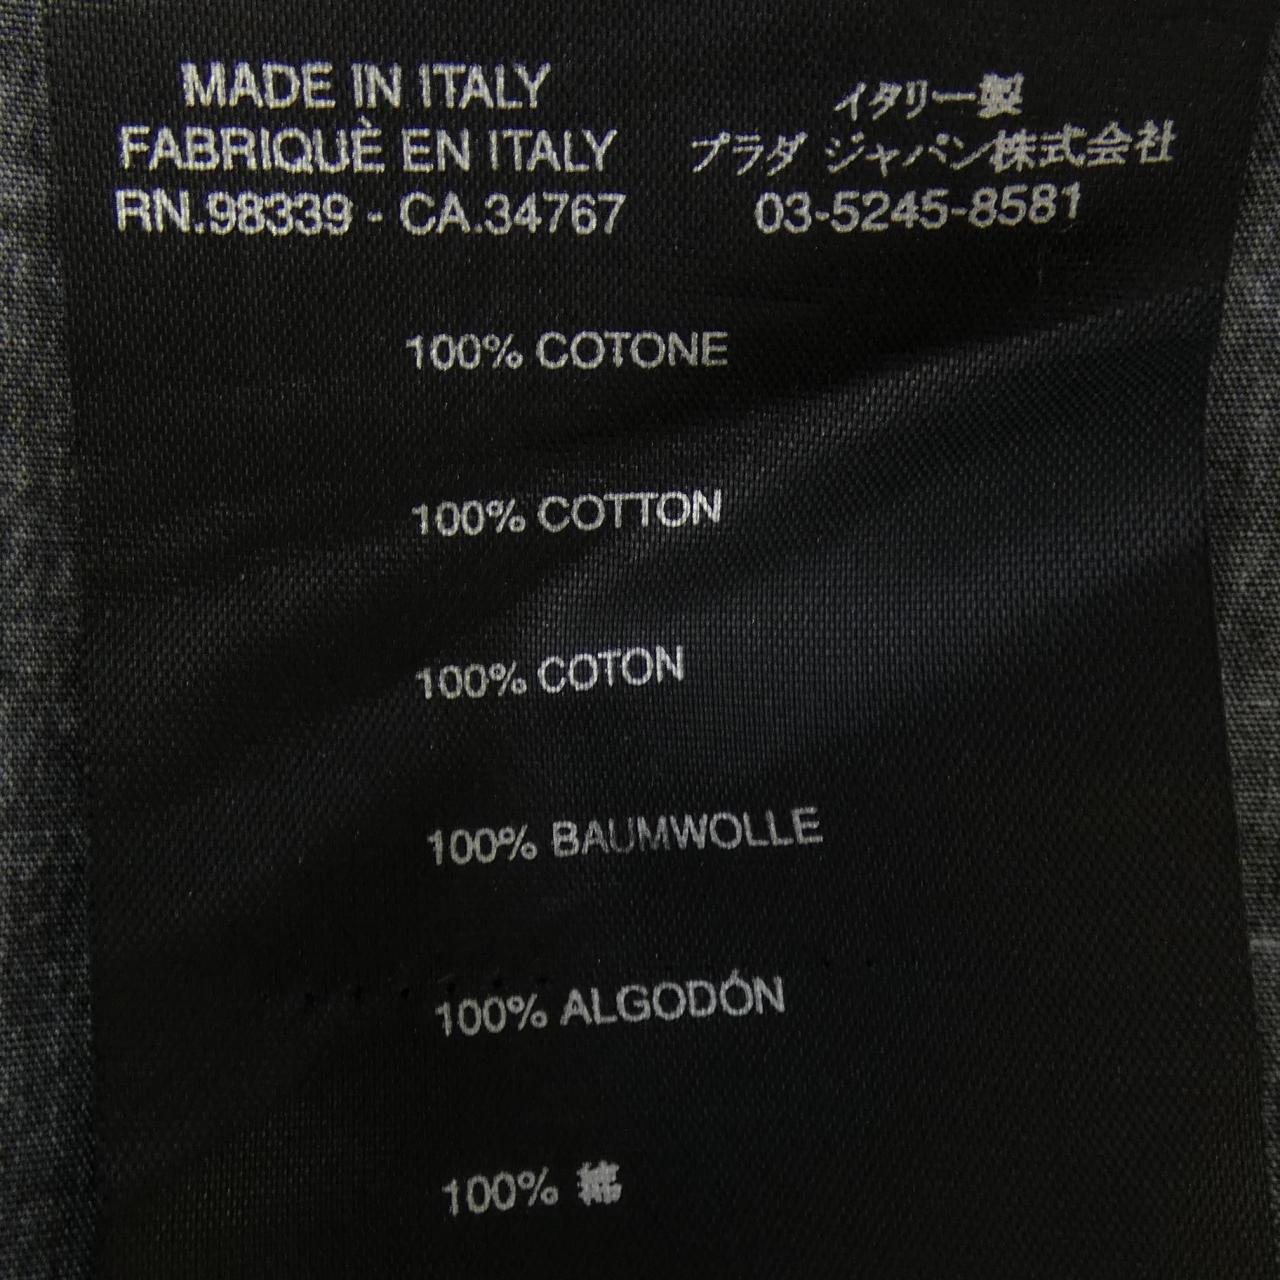 MADE IN ITALY
FABRIQUÈ EN ITALY
RN.98339 - CA.34767
イタリー製
プラダ ジャパン株式会社
03-5245-8581
100% COTONE
100% COTTON
100% COTON
100% BAUMWOLLE
100% ALGODÓN
100% 綿